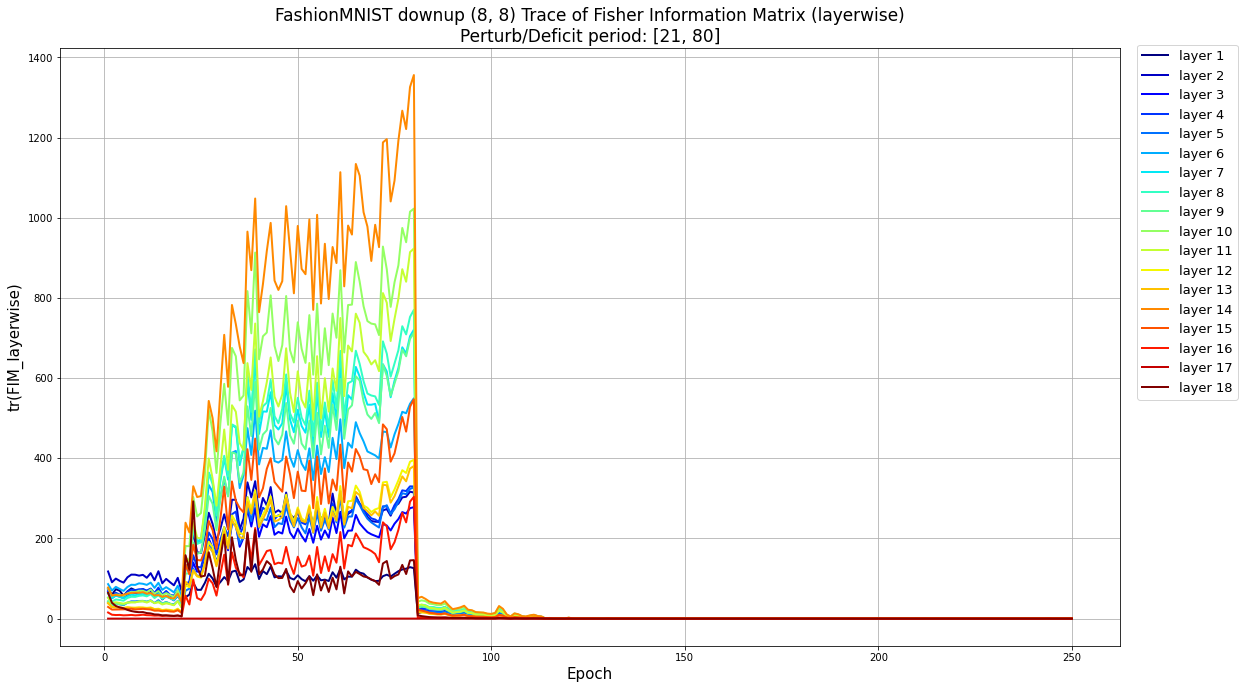 FashionMNIST downup (8, 8) Trace of Fisher Information Matrix (layerwise)
Perturb/Deficit period: [21, 80]
1400
1200
1000
800
600
400
200
0
tr(FIM_layerwise)
0
50
100
150
200
250
Epoch
layer 1
layer 2
layer 3
layer 4
layer 5
layer 6
layer 7
layer 8
layer 9
layer 10
layer 11
layer 12
layer 13
layer 14
layer 15
layer 16
layer 17
layer 18